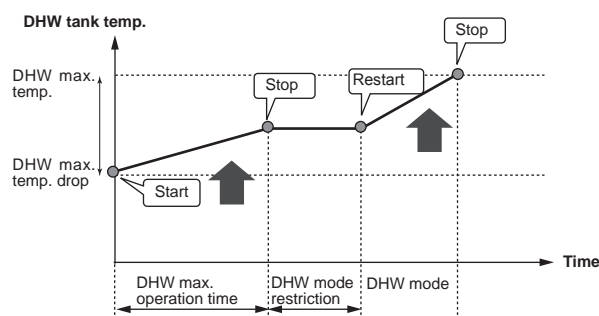 DHW tank temp.
Stop
DHW max.
temp.
Stop
Restart
DHW max.
temp. drop
Start
Time
DHW max.
operation time
DHW mode
restriction
DHW mode